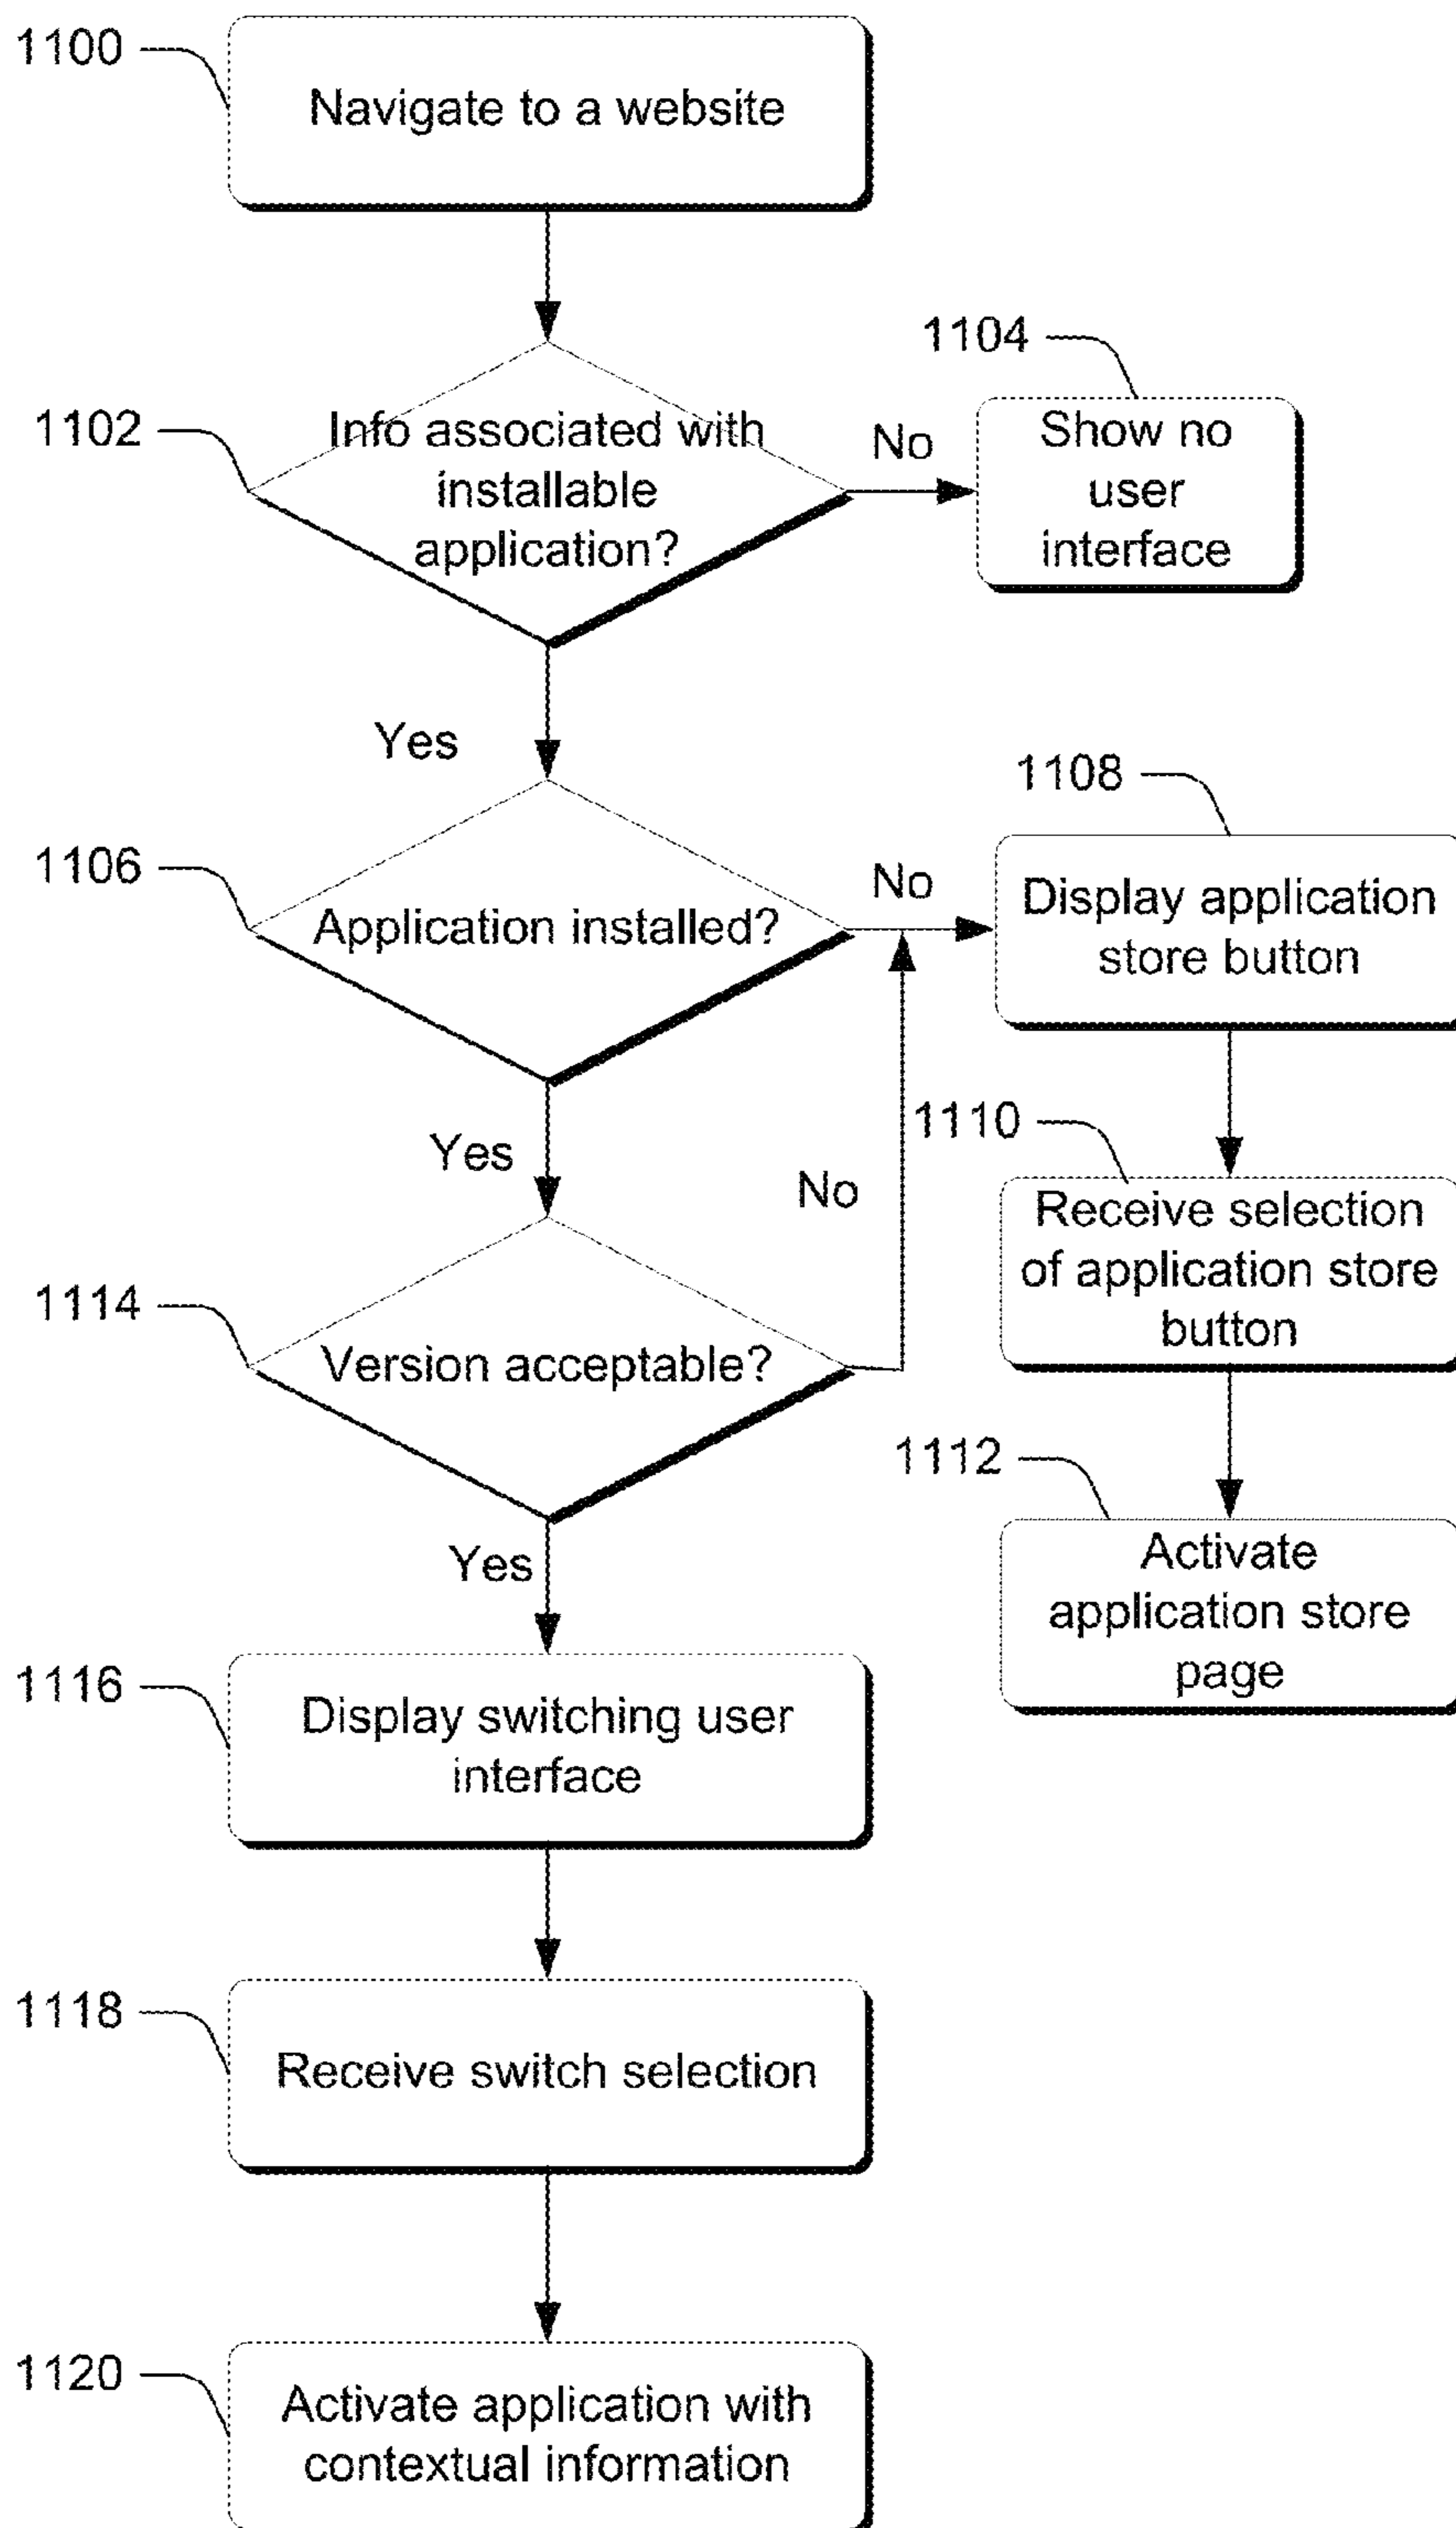 1100
Navigate to a website
1104
1102
Info associated with
installable
application?
No
Show no
user
interface
Yes
1108
1106
Application installed?
No
Display application
store button
Yes
No
1110
Receive selection
of application store
button
1114
Version acceptable?
1112
Activate
application store
page
Yes
1116
Display switching user
interface
1118
Receive switch selection
1120
Activate application with
contextual information